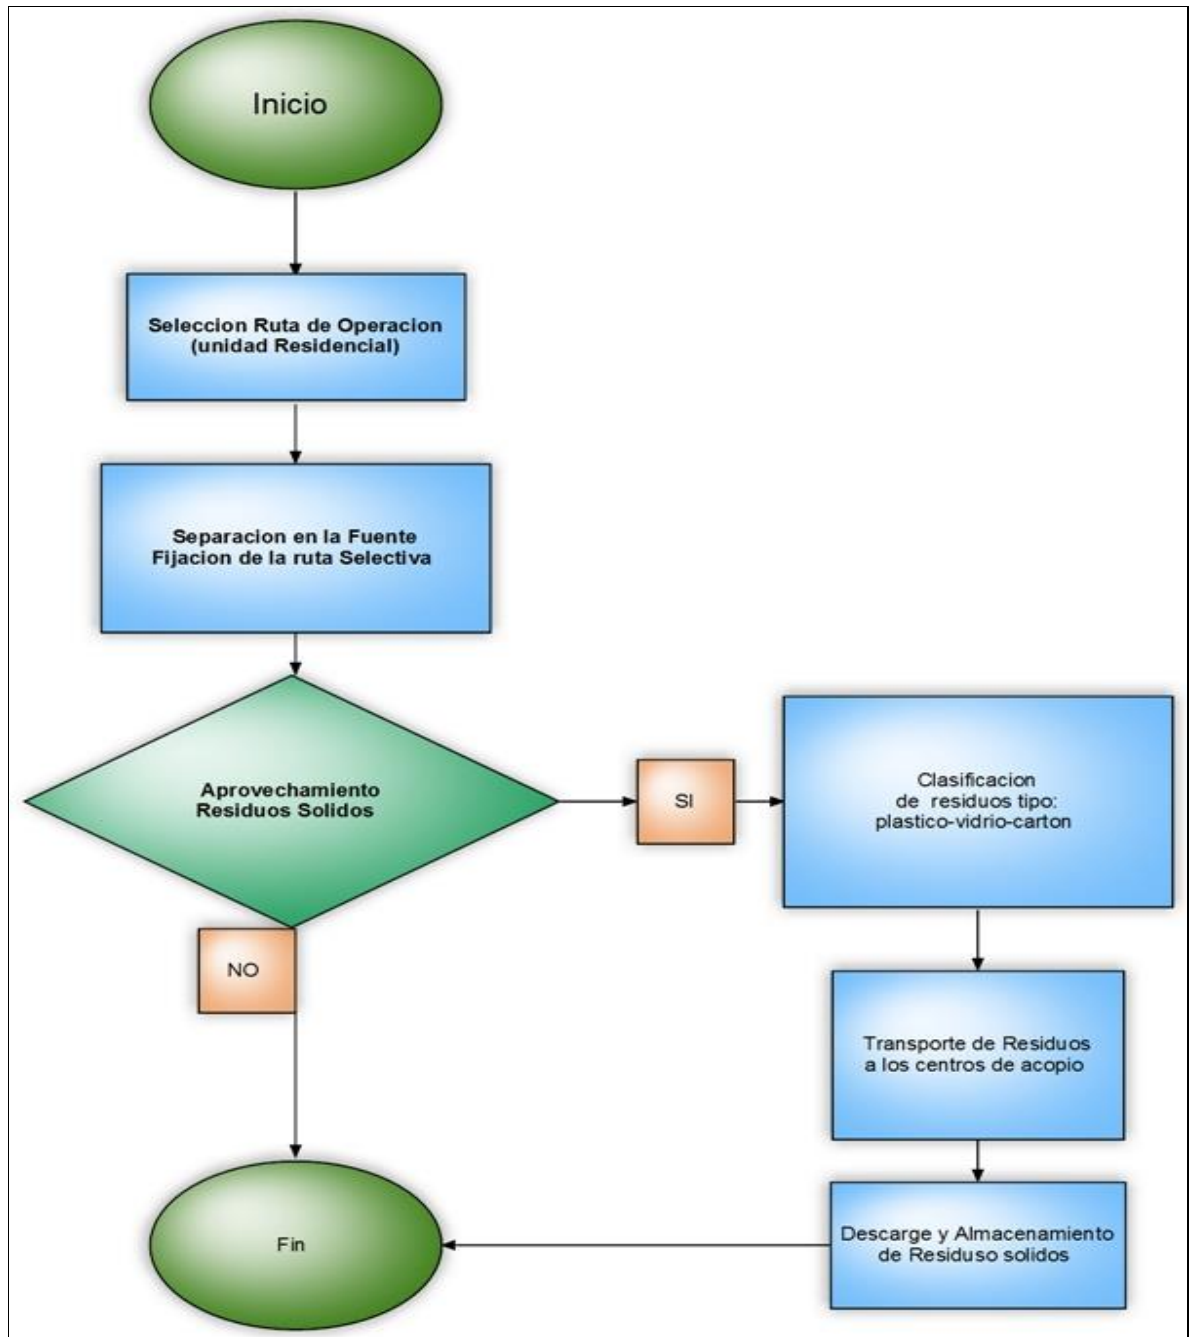 Inicio
Seleccion Ruta de Operacion
(unidad Residencial)
Separacion en la Fuente
Fijacion de la ruta Selectiva
Aprovechamiento
Residuos Solidos
SI
Clasificacion
de residuos tipo:
plastico-vidrio-carton
NO
Transporte de Residuos
a los centros de acopio
Descarge y Almacenamiento
de Residuso solidos
Fin